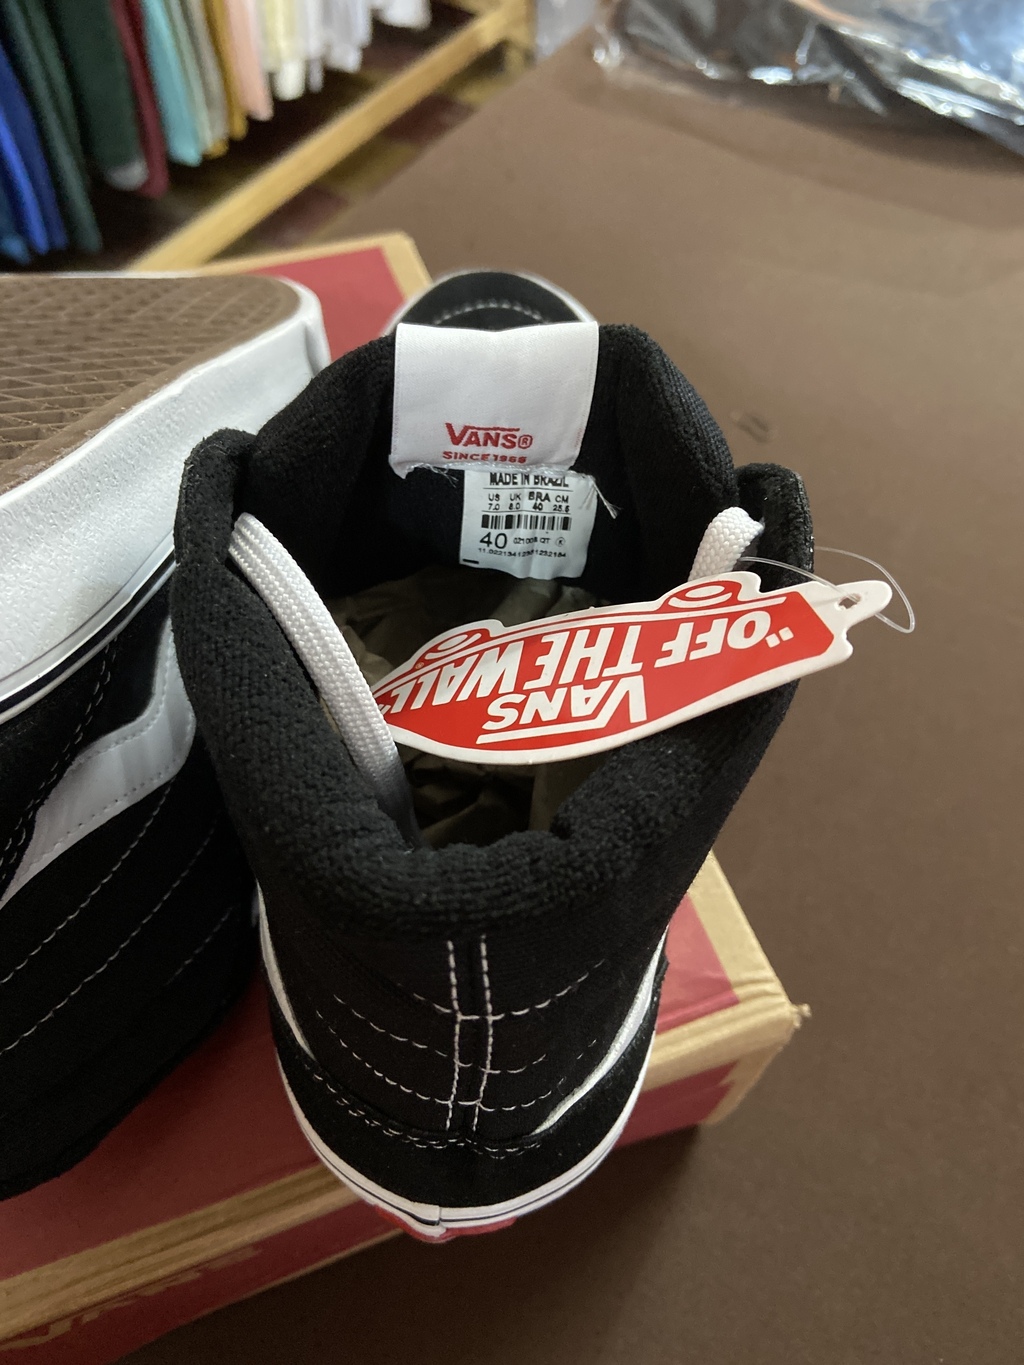 VANS®
SINCE 1966
MADE IN BRAZIL
US UK BRA CM
7.0 6.0 40 25.5
40
"OFF THE WALL"
VANS